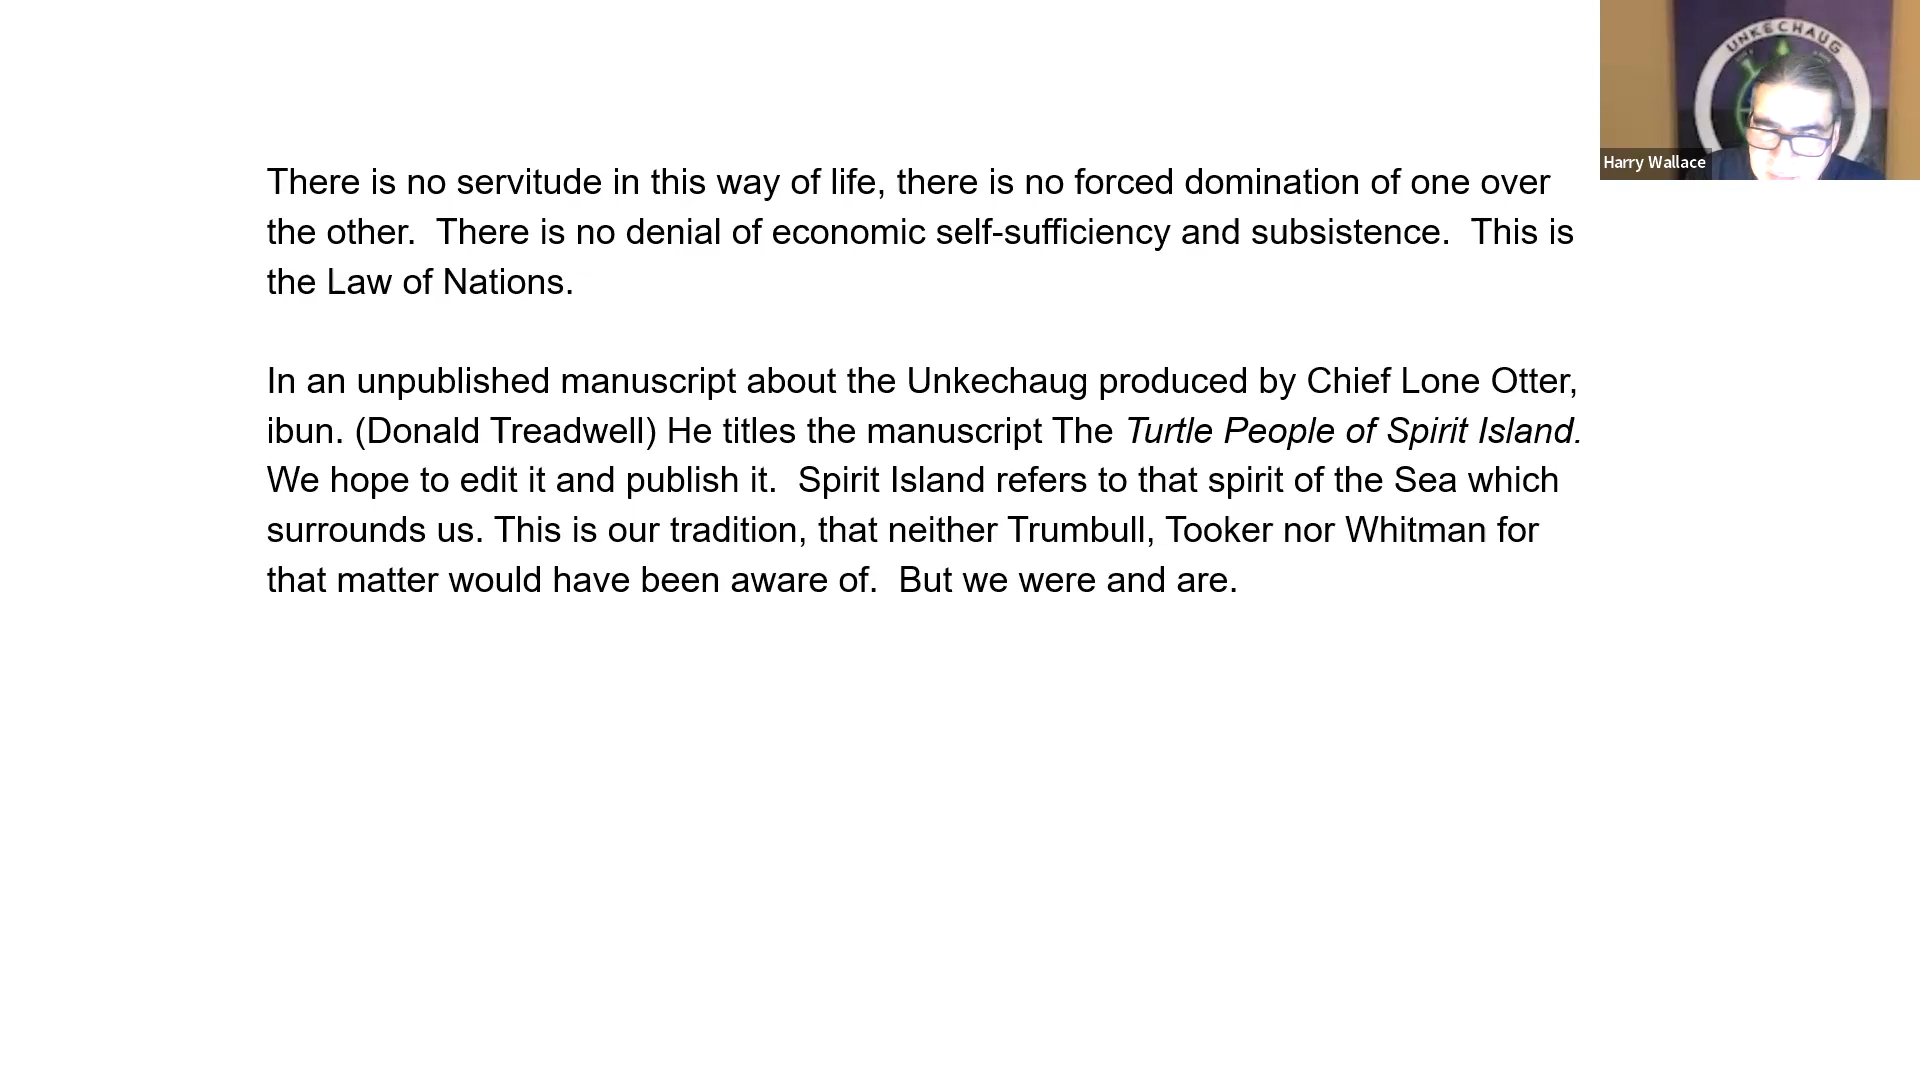 There is no servitude in this way of life, there is no forced domination of one over
the other.  There is no denial of economic self-sufficiency and subsistence.  This is
the Law of Nations.
In an unpublished manuscript about the Unkechaug produced by Chief Lone Otter,
ibun. (Donald Treadwell) He titles the manuscript The Turtle People of Spirit Island.
We hope to edit it and publish it.  Spirit Island refers to that spirit of the Sea which
surrounds us. This is our tradition, that neither Trumbull, Tooker nor Whitman for
that matter would have been aware of.  But we were and are.
UNKECHAUG
Harry Wallace